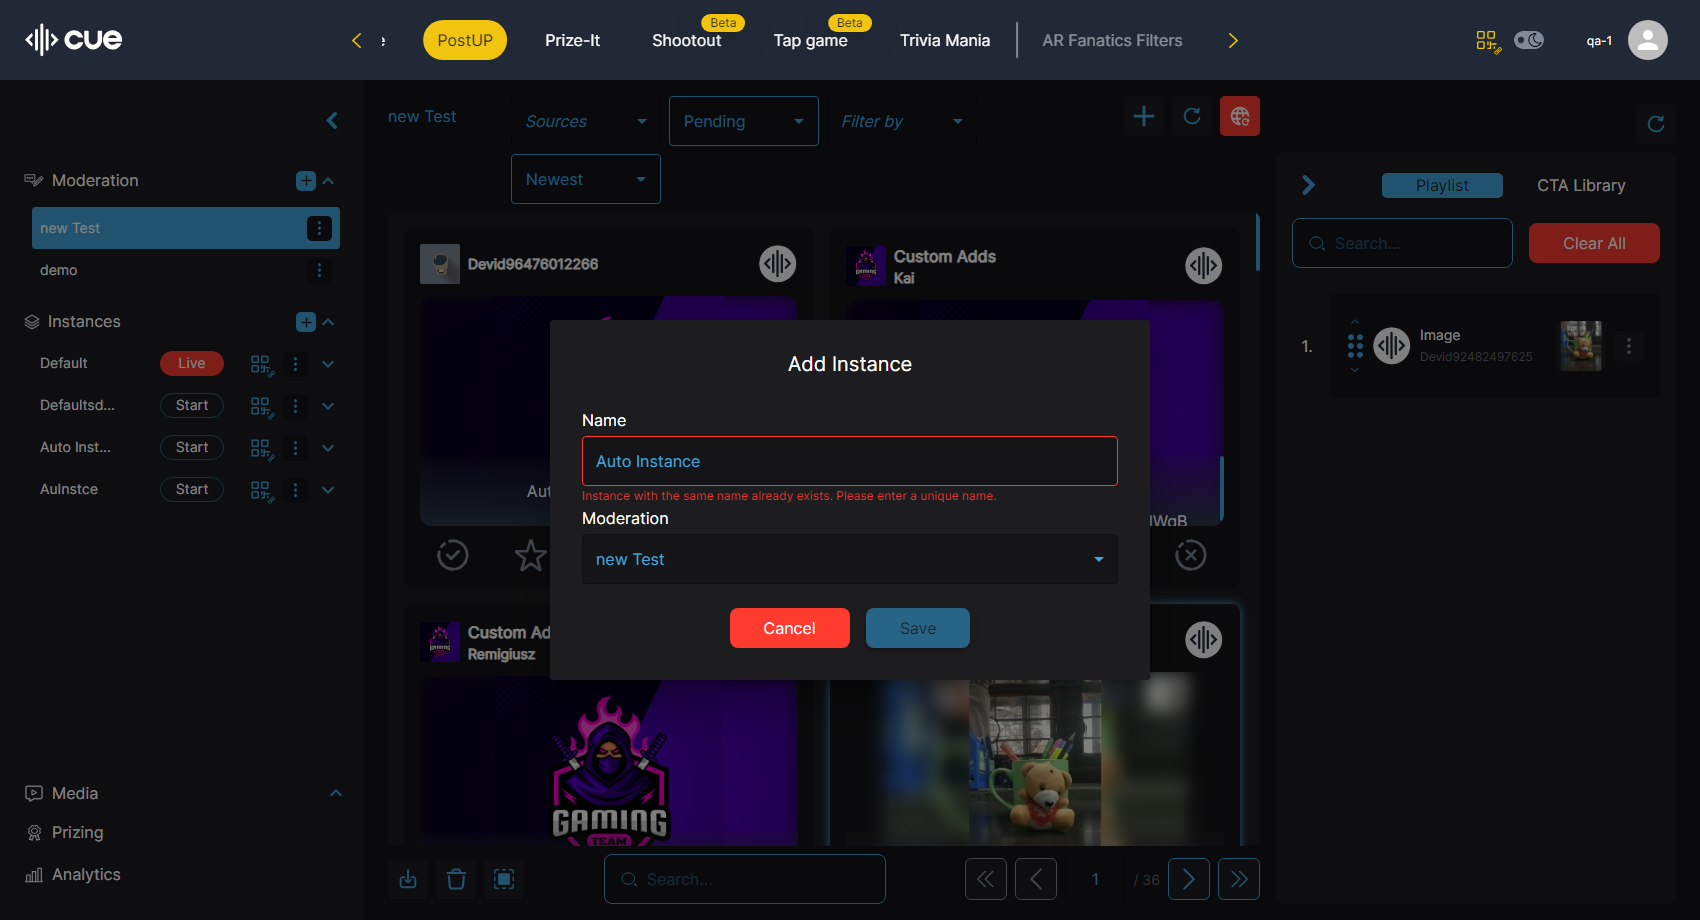 cue
e
PostUP
Prize-It
Beta
Shootout
Beta
Tap game
Trivia Mania
AR Fanatics Filters
qa-1
Moderation
new Test
demo
Instances
Default
Live
Defaultsd...
Start
Auto Inst...
Start
AuInstce
Start
Media
Prizing
Analytics
new Test
Sources
Pending
Filter by
Newest
Devid96476012266
Custom Adds
Kai
Aut
IWgB
Custom Ad
Remigiusz
GAMING
TEAM
Search...
1
/ 36
Add Instance
Name
Auto Instance
Instance with the same name already exists. Please enter a unique name.
Moderation
new Test
Cancel
Save
Playlist
CTA Library
Search...
Clear All
1.
Image
Devid92482497625